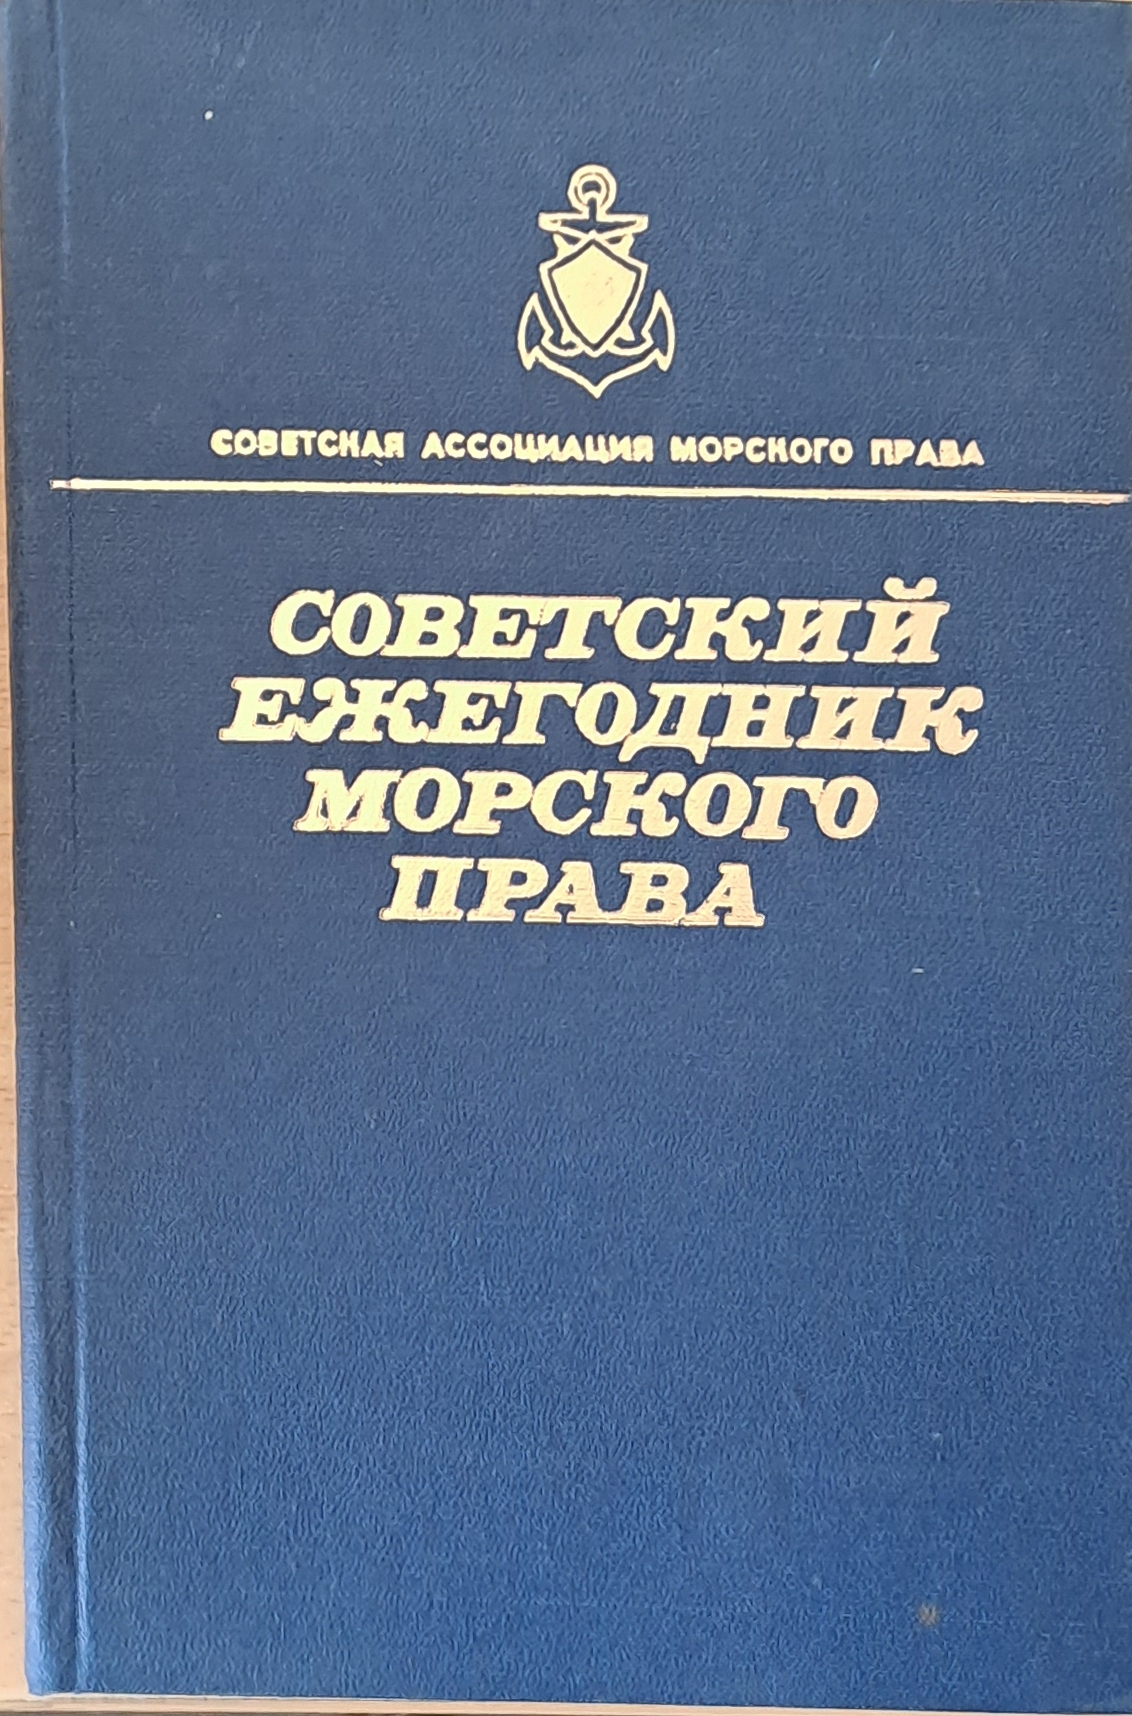 СОВЕТСКАЯ АССОЦИАЦИЯ МОРСКОГО ПРАВА
СОВЕТСКИЙ
ЕЖЕГОДНИК
МОРСКОГО
ПРАВА